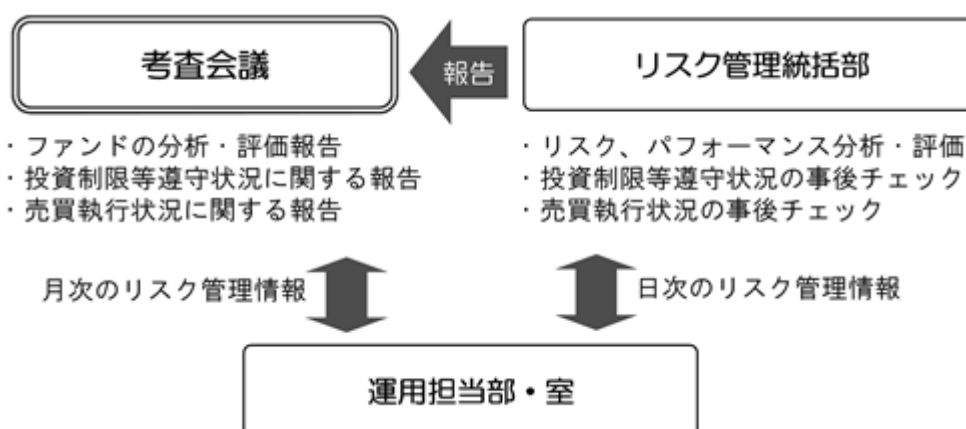 考査会議
報告
リスク管理統括部
・ファンドの分析・評価報告
・投資制限等遵守状況に関する報告
・売買執行状況に関する報告
・リスク、パフォーマンス分析・評価
・投資制限等遵守状況の事後チェック
・売買執行状況の事後チェック
月次のリスク管理情報
日次のリスク管理情報
運用担当部・室